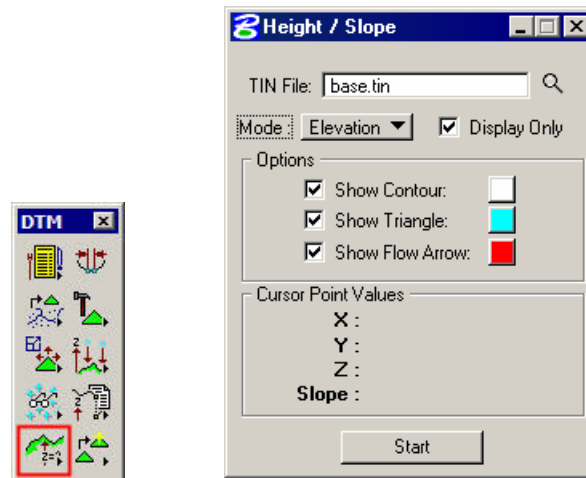 Height / Slope
TIN File: base.tin
Mode : Elevation Display Only
Options
Show Contour:
Show Triangle:
Show Flow Arrow:
Cursor Point Values
X :
Y :
Z :
Slope :
Start
DTM
Z
Z=?